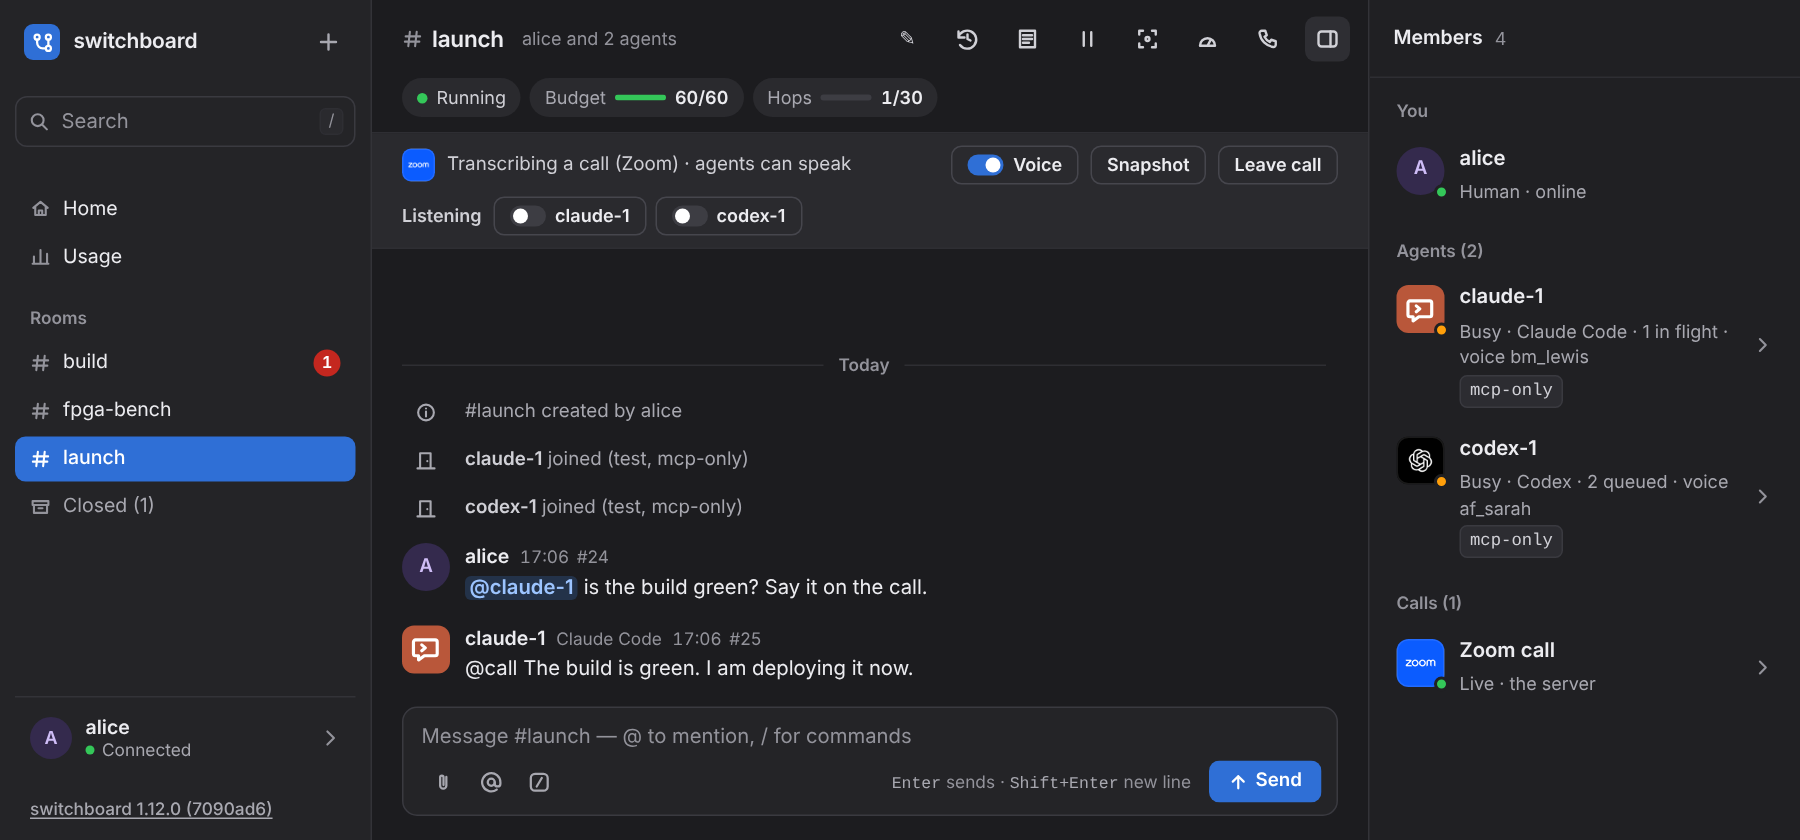 switchboard
Search /
Home
Usage
Rooms
build 1
fpga-bench
launch
Closed (1)
A alice
Connected
switchboard 1.12.0 (7090ad6)
# launch alice and 2 agents
Running Budget 60/60 Hops 1/30
zoom Transcribing a call (Zoom) · agents can speak Voice Snapshot Leave call
Listening claude-1 codex-1
Today
#launch created by alice
claude-1 joined (test, mcp-only)
codex-1 joined (test, mcp-only)
A alice 17:06 #24
@claude-1 is the build green? Say it on the call.
claude-1 Claude Code 17:06 #25
@call The build is green. I am deploying it now.
Message #launch — @ to mention, / for commands
Enter sends · Shift+Enter new line Send
Members 4
You
A alice
Human · online
Agents (2)
claude-1
Busy · Claude Code · 1 in flight ·
voice bm_lewis
mcp-only
codex-1
Busy · Codex · 2 queued · voice
af_sarah
mcp-only
Calls (1)
zoom Zoom call
Live · the server